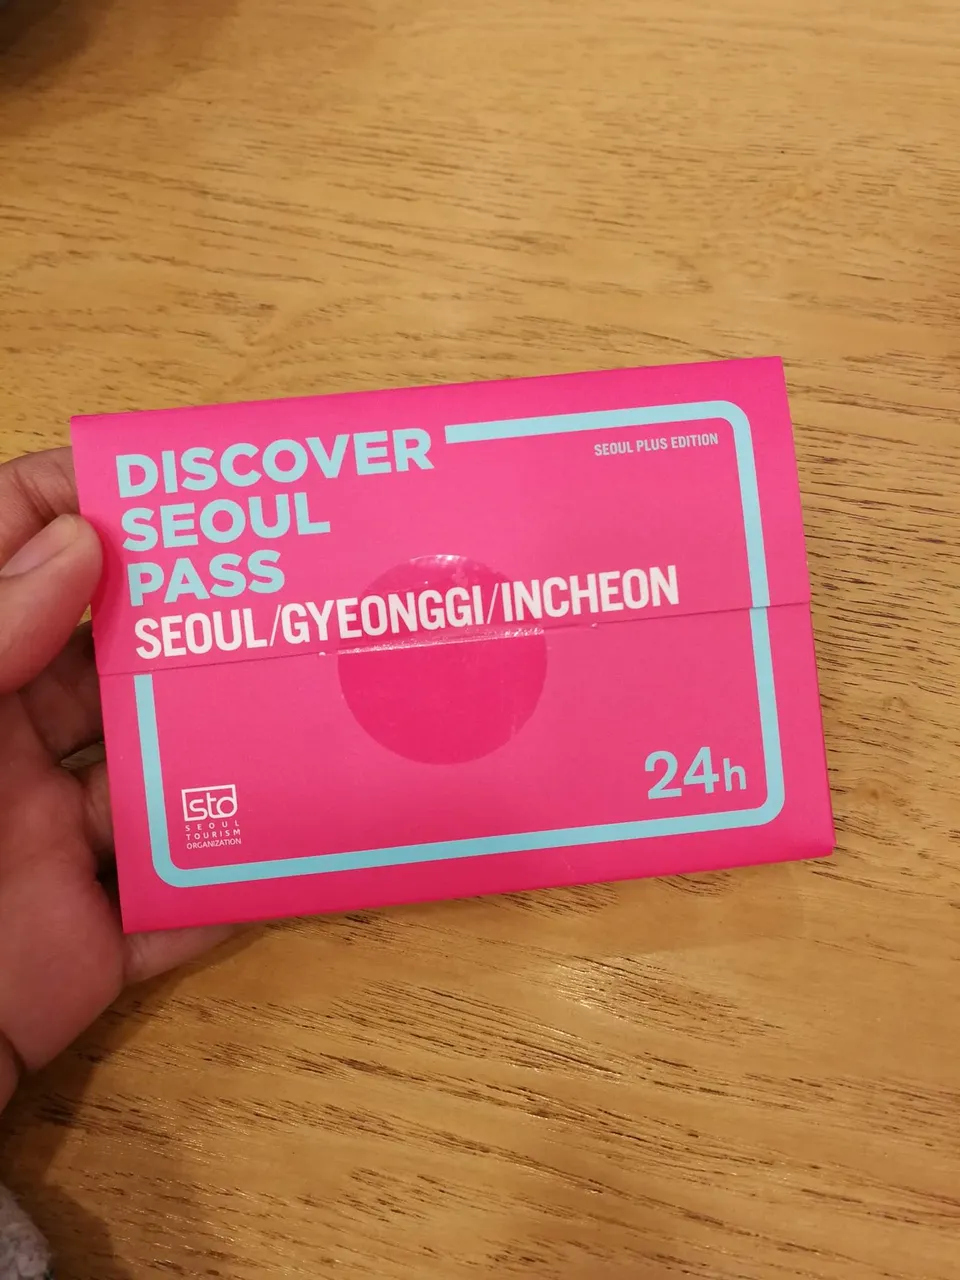 DISCOVER
SEOUL
PASS
SEOUL PLUS EDITION
SEOUL/GYEONGGI/INCHEON
24h
sto
SEOUL
TOURISM
ORGANIZATION